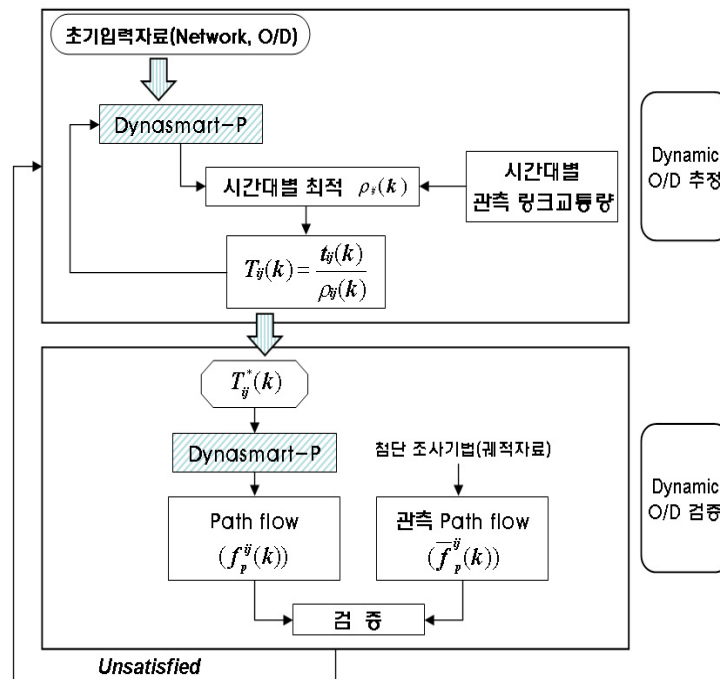 초기입력자료(Network, O/D)
Dynasmart-P
시간대별 최적 ρᵢⱼ(k)
시간대별
관측 링크교통량
Tᵢⱼ(k) = tᵢⱼ(k) / ρᵢⱼ(k)
Dynamic
O/D 추정
T*ᵢⱼ(k)
Dynasmart-P
첨단 조사기법(궤적자료)
Path flow
(fₚⁱʲ(k))
관측 Path flow
(f̅ₚⁱʲ(k))
검 증
Dynamic
O/D 검증
Unsatisfied